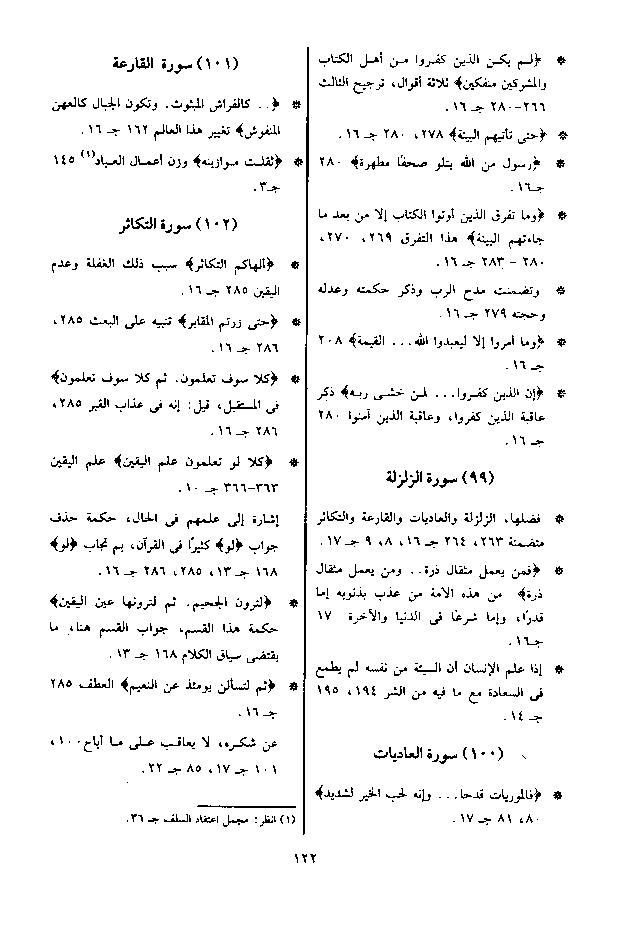 * ﴿لم يكن الذين كفروا من أهل الكتاب
والمشركين منفكين﴾ ثلاثة أقوال، ترجيح الثالث
٢٦٦-٢٨٠ جـ ١٦.
* ﴿حتى تأتيهم البينة﴾ ٢٧٨، ٢٨٠ جـ ١٦.
* ﴿رسول من الله يتلو صحفًا مطهرة﴾ ٢٨٠
جـ١٦.
* ﴿وما تفرق الذين أوتوا الكتاب إلا من بعد ما
جاءتهم البينة﴾ هذا التفرق ٢٦٩، ٢٧٠،
٢٨٠ - ٢٨٣ جـ ١٦.
* وتضمنت مدح الرب وذكر حكمته وعدله
وحجته ٢٧٩ جـ ١٦.
* ﴿وما أمروا إلا ليعبدوا الله... القيمة﴾ ٢٠٨
جـ ١٦.
* ﴿إن الذين كفروا... لمن خشى ربه﴾ ذكر
عاقبة الذين كفروا، وعاقبة الذين آمنوا ٢٨٠
جـ ١٦.
(٩٩) سورة الزلزلة
* فضلها، الزلزلة والعاديات والقارعة والتكاثر
متضمنة ٢٦٣، ٢٦٤ جـ ١٦، ٨، ٩ جـ ١٧.
* ﴿فمن يعمل مثقال ذرة.. ومن يعمل مثقال
ذرة﴾ من هذه الأمة من عذب بذنوبه إما
قدرًا، وإما شرعًا فى الدنيا والآخرة ١٧
جـ١٦.
* إذا علم الإنسان أن السيئة من نفسه لم يطمع
فى السعادة مع ما فيه من الشر ١٩٤، ١٩٥
جـ ١٤.
(١٠٠) سورة العاديات
* ﴿فالموريات قدحا... وإنه لحب الخير لشديد﴾
٨٠، ٨١ جـ ١٧.
(١٠١) سورة القارعة
* ﴿.. كالفراش المبثوث. وتكون الجبال كالعهن
المنفوش﴾ تغيير هذا العالم ١٦٢ جـ ١٦.
* ﴿ثقلت موازينه﴾ وزن أعمال العباد(١) ١٤٥
جـ٣.
(١٠٢) سورة التكاثر
* ﴿ألهاكم التكاثر﴾ سبب ذلك الغفلة وعدم
اليقين ٢٨٥ جـ ١٦.
* ﴿حتى زرتم المقابر﴾ تنبيه على البعث ٢٨٥،
٢٨٦ جـ ١٦.
* ﴿كلا سوف تعلمون. ثم كلا سوف تعلمون﴾
فى المستقبل، قيل: إنه فى عذاب القبر ٢٨٥،
٢٨٦ جـ ١٦.
* ﴿كلا لو تعلمون علم اليقين﴾ علم اليقين
٣٦٣-٣٦٦ جـ ١٠.
إشارة إلى علمهم فى الحال، حكمة حذف
جواب ﴿لو﴾ كثيرًا فى القرآن، بم تجاب ﴿لو﴾
١٦٨ جـ ١٣، ٢٨٥، ٢٨٦ جـ ١٦.
* ﴿لترون الجحيم. ثم لترونها عين اليقين﴾
حكمة هذا القسم، جواب القسم هنا، ما
يقتضى سياق الكلام ١٦٨ جـ ١٣.
* ﴿ثم لتسألن يومئذ عن النعيم﴾ العطف ٢٨٥
جـ ١٦.
عن شكره، لا يعاقب على ما أباح ١٠٠،
١٠١ جـ ١٧، ٨٥ جـ ٢٢.
(١) انظر: مجمل اعتقاد السلف جـ ٣٦.
١٢٢